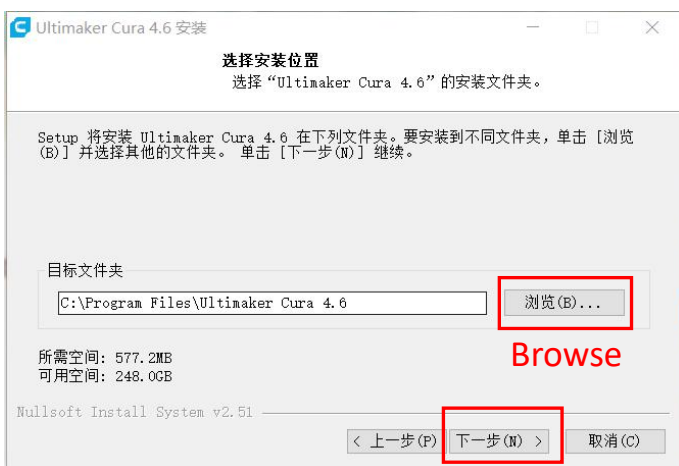 Ultimaker Cura 4.6 安装
选择安装位置
选择“Ultimaker Cura 4.6”的安装文件夹。
Setup 将安装 Ultimaker Cura 4.6 在下列文件夹。要安装到不同文件夹，单击 [浏览
(B)] 并选择其他的文件夹。 单击 [下一步(N)] 继续。
目标文件夹
C:\Program Files\Ultimaker Cura 4.6
浏览(B)...
Browse
所需空间: 577.2MB
可用空间: 248.0GB
Nullsoft Install System v2.51
< 上一步(P) 下一步(N) > 取消(C)